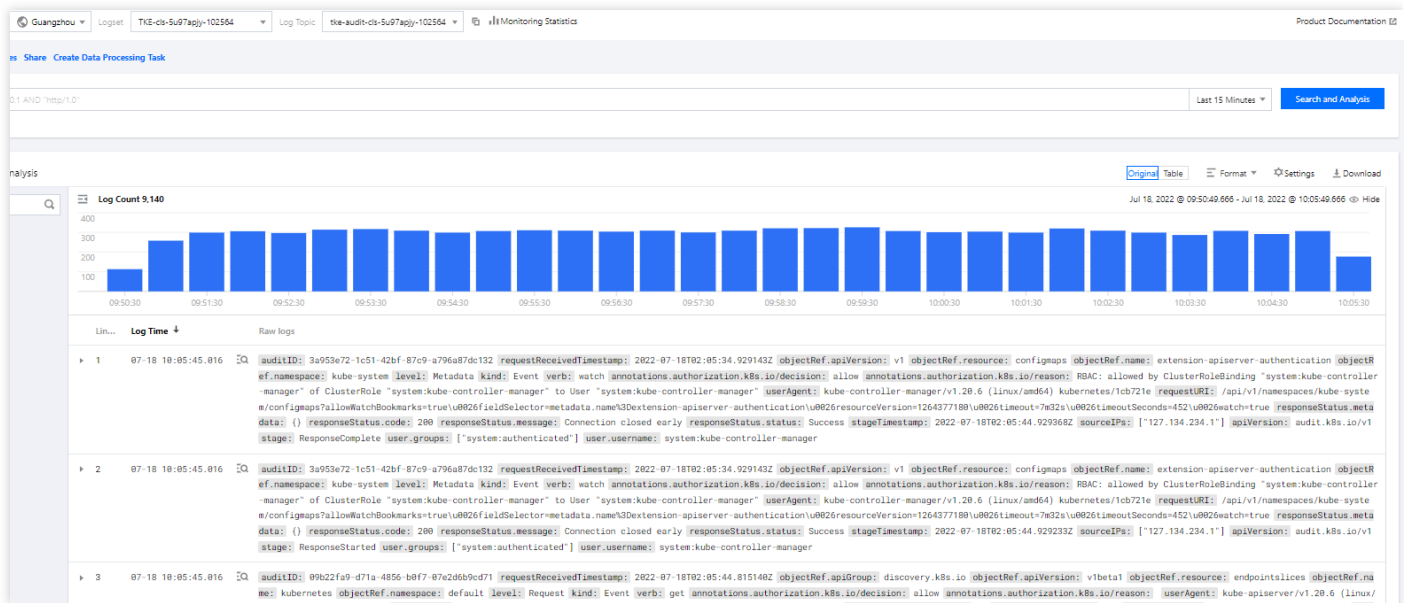 Guangzhou Logset TKE-cls-5u97apjy-102564 Log Topic tke-audit-cls-5u97apjy-102564 Monitoring Statistics Product Documentation
es Share Create Data Processing Task
0.1 AND "http/1.0" Last 15 Minutes Search and Analysis
nalysis Original Table Format Settings Download
Log Count 9,140 Jul 18, 2022 @ 09:50:49.666 - Jul 18, 2022 @ 10:05:49.666 Hide
400
300
200
100
09:50:30 09:51:30 09:52:30 09:53:30 09:54:30 09:55:30 09:56:30 09:57:30 09:58:30 09:59:30 10:00:30 10:01:30 10:02:30 10:03:30 10:04:30 10:05:30
Lin... Log Time Raw logs
1 07-18 10:05:45.016 auditID: 3a953e72-1c51-42bf-87c9-a796a87dc132 requestReceivedTimestamp: 2022-07-18T02:05:34.929143Z objectRef.apiVersion: v1 objectRef.resource: configmaps objectRef.name: extension-apiserver-authentication objectR
ef.namespace: kube-system level: Metadata kind: Event verb: watch annotations.authorization.k8s.io/decision: allow annotations.authorization.k8s.io/reason: RBAC: allowed by ClusterRoleBinding "system:kube-controller
-manager" of ClusterRole "system:kube-controller-manager" to User "system:kube-controller-manager" userAgent: kube-controller-manager/v1.20.6 (linux/amd64) kubernetes/1cb721e requestURI: /api/v1/namespaces/kube-syste
m/configmaps?allowWatchBookmarks=true\u0026fieldSelector=metadata.name%3Dextension-apiserver-authentication\u0026resourceVersion=1264377180\u0026timeout=7m32s\u0026timeoutSeconds=452\u0026watch=true responseStatus.meta
data: {} responseStatus.code: 200 responseStatus.message: Connection closed early responseStatus.status: Success stageTimestamp: 2022-07-18T02:05:44.929368Z sourceIPs: ["127.134.234.1"] apiVersion: audit.k8s.io/v1
stage: ResponseComplete user.groups: ["system:authenticated"] user.username: system:kube-controller-manager
2 07-18 10:05:45.016 auditID: 3a953e72-1c51-42bf-87c9-a796a87dc132 requestReceivedTimestamp: 2022-07-18T02:05:34.929143Z objectRef.apiVersion: v1 objectRef.resource: configmaps objectRef.name: extension-apiserver-authentication objectR
ef.namespace: kube-system level: Metadata kind: Event verb: watch annotations.authorization.k8s.io/decision: allow annotations.authorization.k8s.io/reason: RBAC: allowed by ClusterRoleBinding "system:kube-controller
-manager" of ClusterRole "system:kube-controller-manager" to User "system:kube-controller-manager" userAgent: kube-controller-manager/v1.20.6 (linux/amd64) kubernetes/1cb721e requestURI: /api/v1/namespaces/kube-syste
m/configmaps?allowWatchBookmarks=true\u0026fieldSelector=metadata.name%3Dextension-apiserver-authentication\u0026resourceVersion=1264377180\u0026timeout=7m32s\u0026timeoutSeconds=452\u0026watch=true responseStatus.meta
data: {} responseStatus.code: 200 responseStatus.message: Connection closed early responseStatus.status: Success stageTimestamp: 2022-07-18T02:05:44.929233Z sourceIPs: ["127.134.234.1"] apiVersion: audit.k8s.io/v1
stage: ResponseStarted user.groups: ["system:authenticated"] user.username: system:kube-controller-manager
3 07-18 10:05:45.016 auditID: 09b22fa9-d71a-4856-b0f7-07e2d6b9cd71 requestReceivedTimestamp: 2022-07-18T02:05:44.815140Z objectRef.apiGroup: discovery.k8s.io objectRef.apiVersion: v1beta1 objectRef.resource: endpointslices objectRef.na
me: kubernetes objectRef.namespace: default level: Request kind: Event verb: get annotations.authorization.k8s.io/decision: allow annotations.authorization.k8s.io/reason: userAgent: kube-apiserver/v1.20.6 (linux/